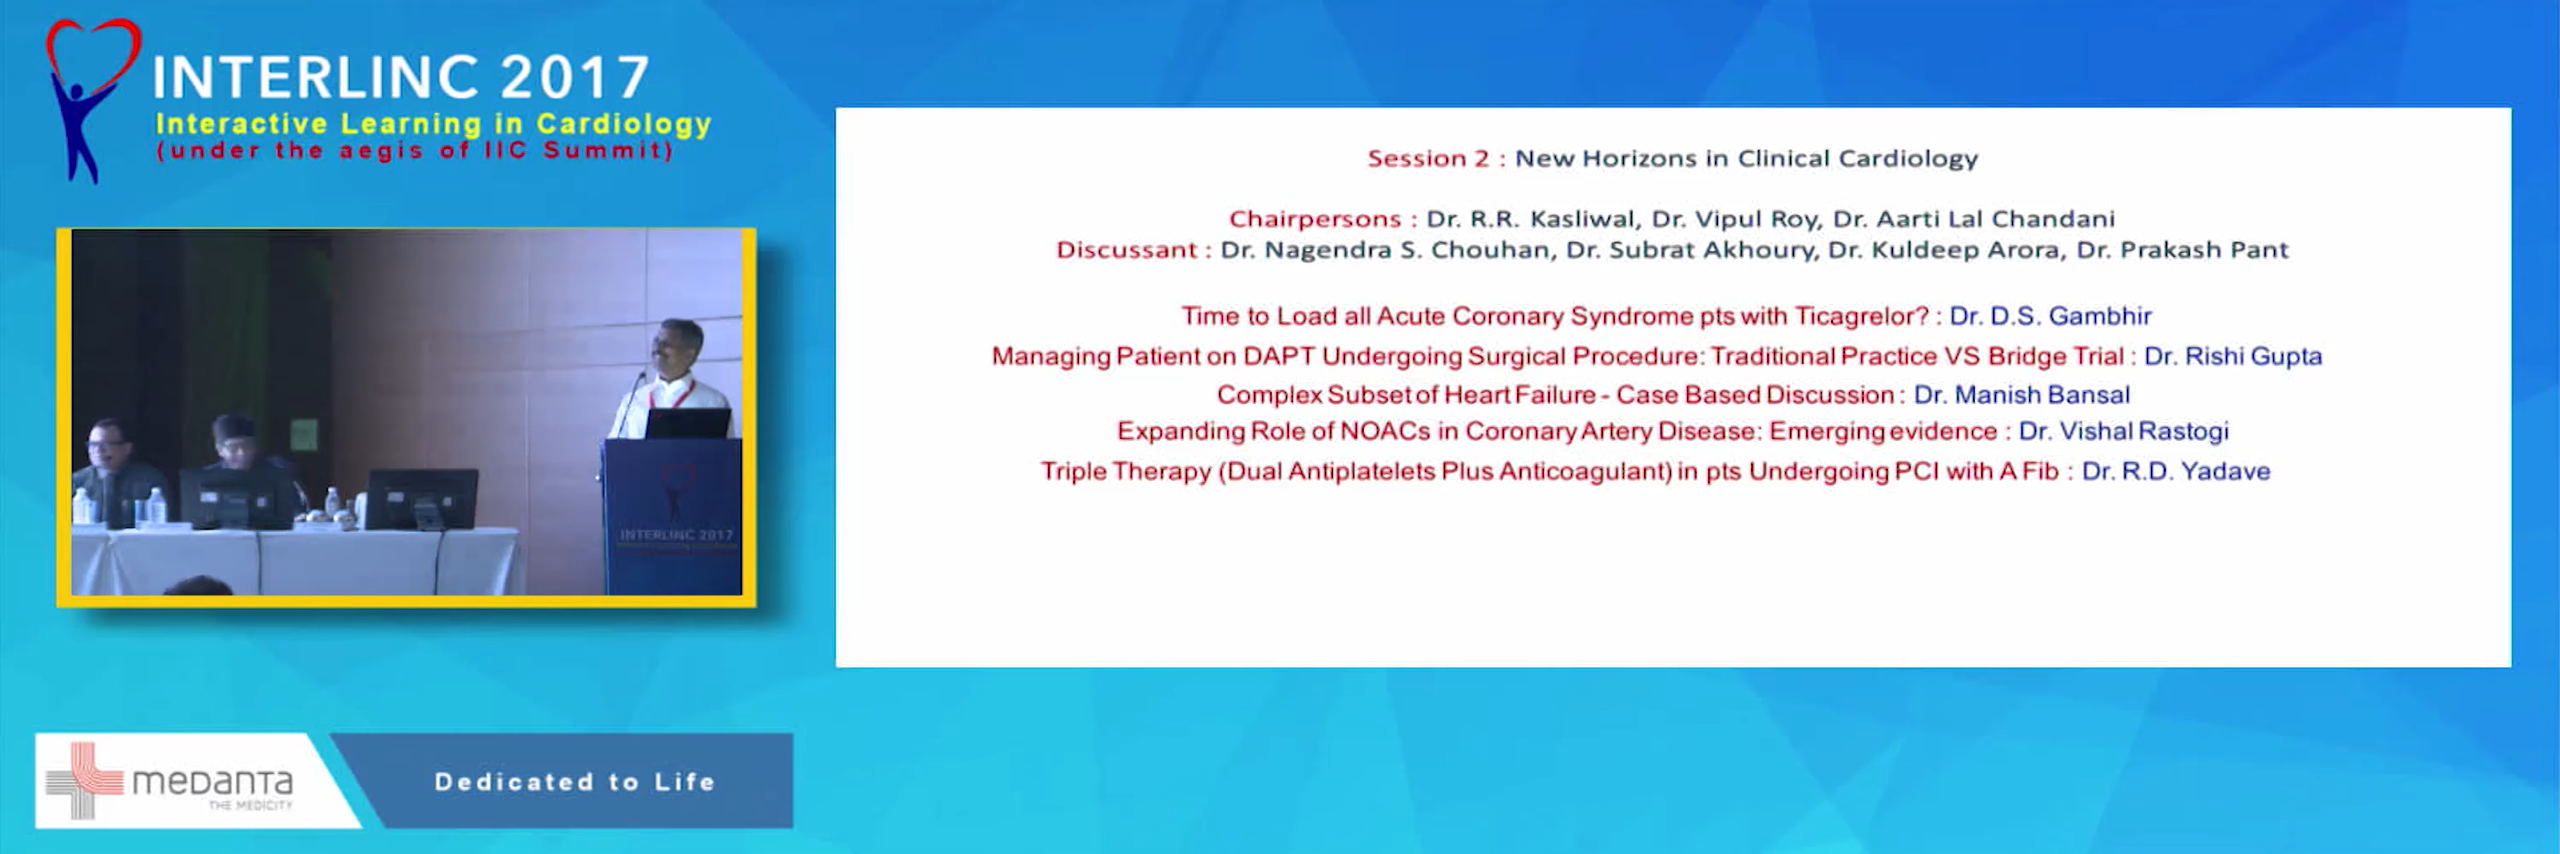 INTERLINC 2017
Interactive Learning in Cardiology
(under the aegis of IIC Summit)
Session 2 : New Horizons in Clinical Cardiology
Chairpersons : Dr. R.R. Kasliwal, Dr. Vipul Roy, Dr. Aarti Lal Chandani
Discussant : Dr. Nagendra S. Chouhan, Dr. Subrat Akhoury, Dr. Kuldeep Arora, Dr. Prakash Pant
Time to Load all Acute Coronary Syndrome pts with Ticagrelor? : Dr. D.S. Gambhir
Managing Patient on DAPT Undergoing Surgical Procedure: Traditional Practice VS Bridge Trial : Dr. Rishi Gupta
Complex Subset of Heart Failure - Case Based Discussion : Dr. Manish Bansal
Expanding Role of NOACs in Coronary Artery Disease: Emerging evidence : Dr. Vishal Rastogi
Triple Therapy (Dual Antiplatelets Plus Anticoagulant) in pts Undergoing PCI with A Fib : Dr. R.D. Yadave
INTERLINC 2017
medanta
THE MEDICITY
Dedicated to Life